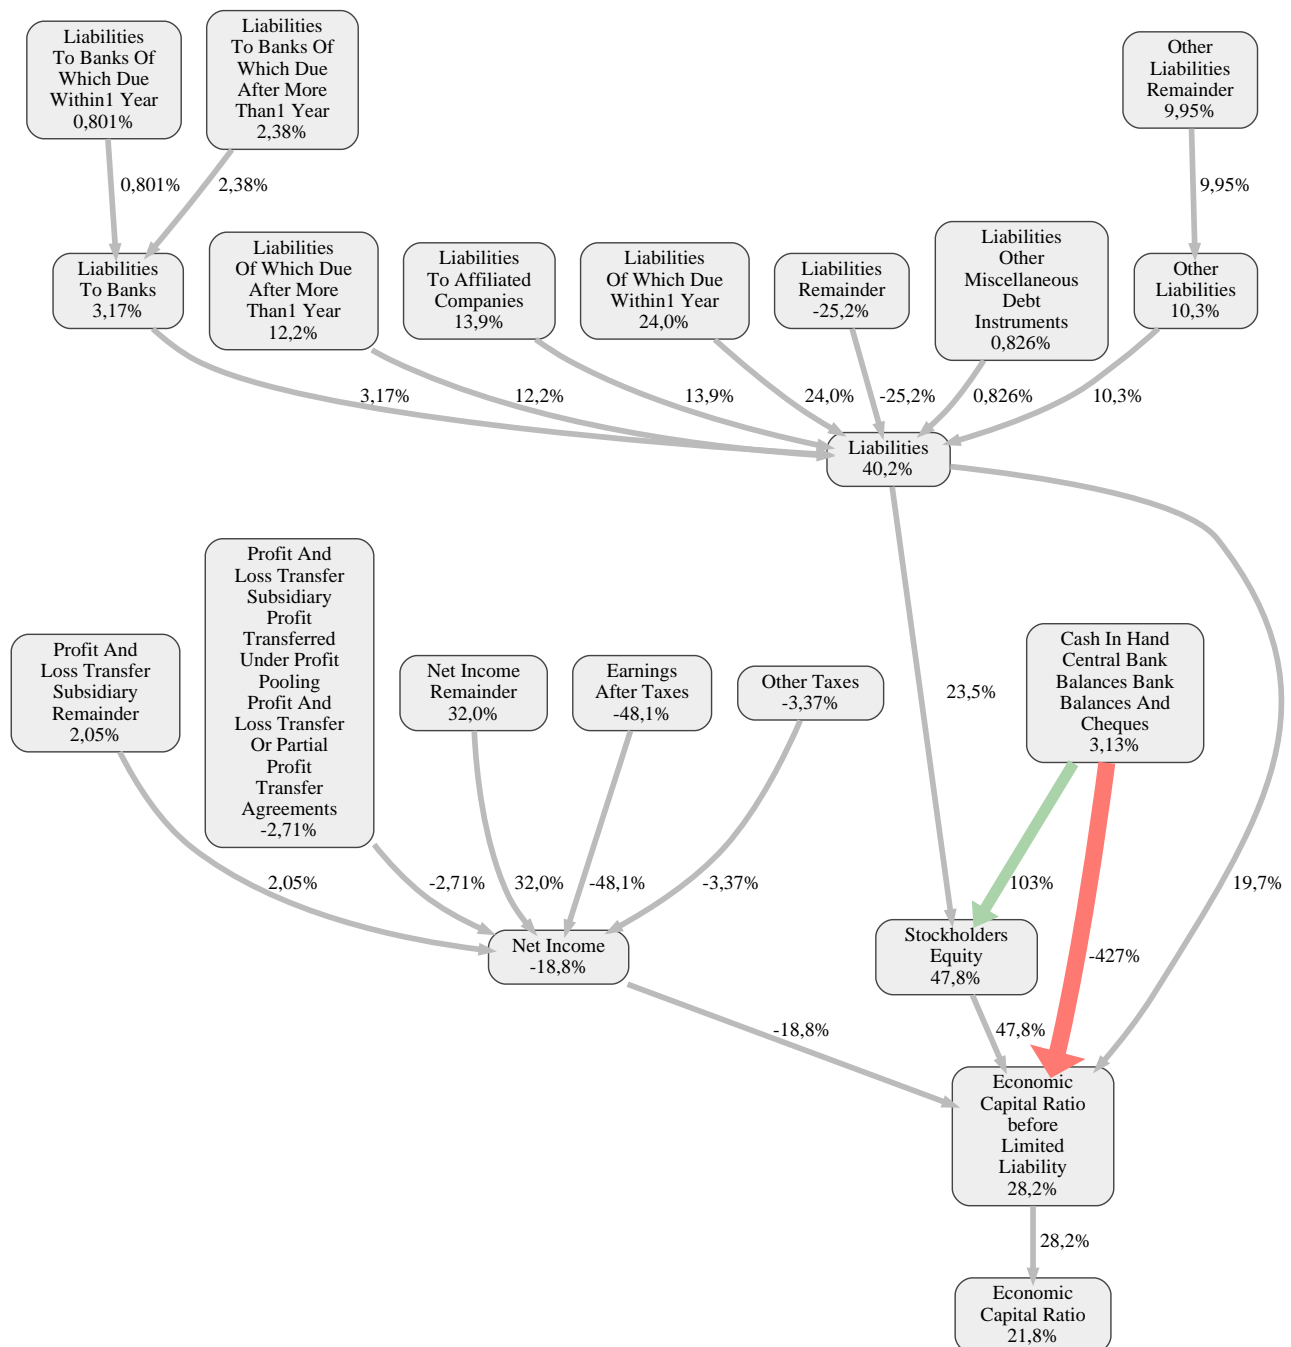 Liabilities
To Banks Of
Which Due
Within1 Year
0,801%
Liabilities
To Banks Of
Which Due
After More
Than1 Year
2,38%
Other
Liabilities
Remainder
9,95%
0,801%
2,38%
9,95%
Liabilities
To Banks
3,17%
Liabilities
Of Which Due
After More
Than1 Year
12,2%
Liabilities
To Affiliated
Companies
13,9%
Liabilities
Of Which Due
Within1 Year
24,0%
Liabilities
Remainder
-25,2%
Liabilities
Other
Miscellaneous
Debt
Instruments
0,826%
Other
Liabilities
10,3%
3,17%
12,2%
13,9%
24,0%
-25,2%
0,826%
10,3%
Liabilities
40,2%
Profit And
Loss Transfer
Subsidiary
Remainder
2,05%
Profit And
Loss Transfer
Subsidiary
Profit
Transferred
Under Profit
Pooling
Profit And
Loss Transfer
Or Partial
Profit
Transfer
Agreements
-2,71%
Net Income
Remainder
32,0%
Earnings
After Taxes
-48,1%
Other Taxes
-3,37%
23,5%
Cash In Hand
Central Bank
Balances Bank
Balances And
Cheques
3,13%
2,05%
-2,71%
32,0%
-48,1%
-3,37%
103%
19,7%
Net Income
-18,8%
Stockholders
Equity
47,8%
-427%
-18,8%
47,8%
Economic
Capital Ratio
before
Limited
Liability
28,2%
28,2%
Economic
Capital Ratio
21,8%